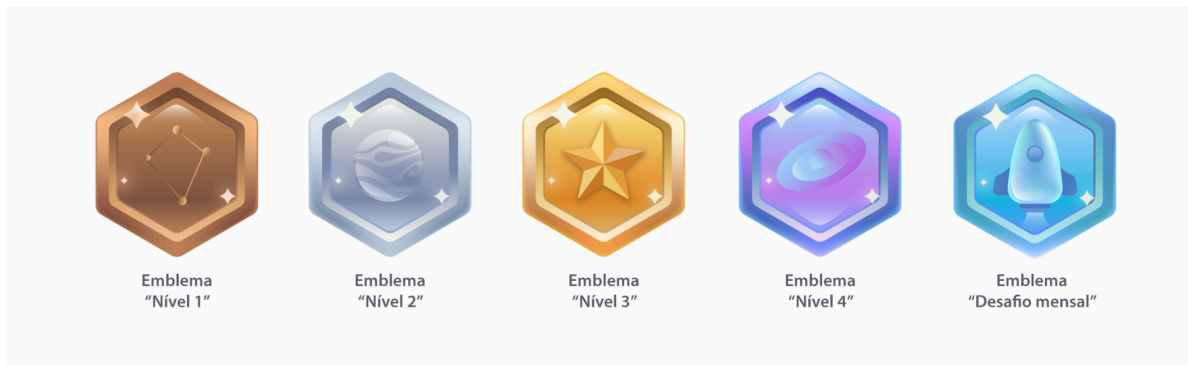 Emblema
“Nível 1”
Emblema
“Nível 2”
Emblema
“Nível 3”
Emblema
“Nível 4”
Emblema
“Desafio mensal”